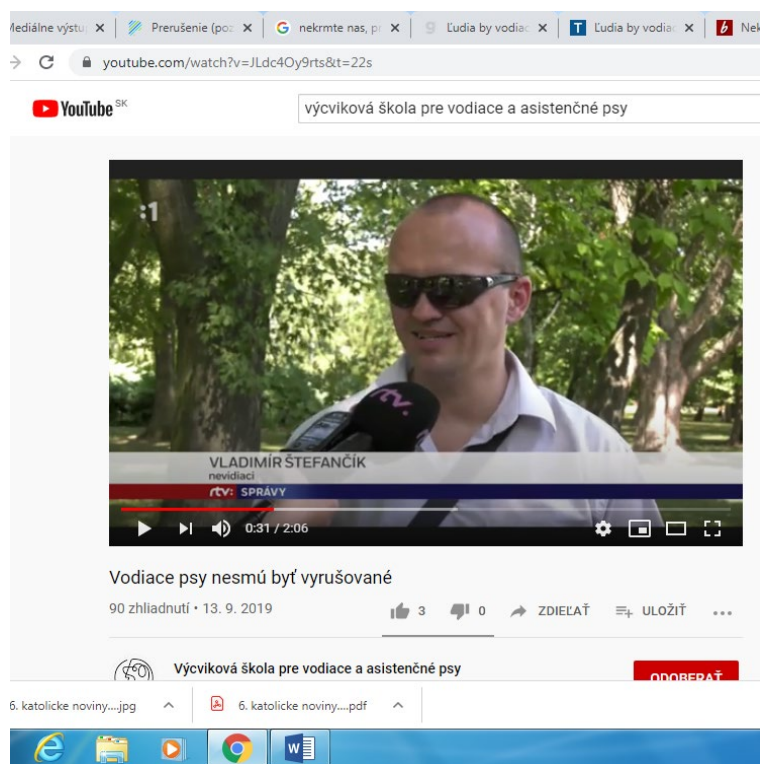 Mediálne výstu
Prerušenie (poz
nekrmte nas, pr
Ľudia by vodiac
Ľudia by vodiac
Nek
youtube.com/watch?v=JLdc4Oy9rts&t=22s
YouTube SK
výcviková škola pre vodiace a asistenčné psy
:1
rtv:
VLADIMÍR ŠTEFANČÍK
nevidiaci
rtv: SPRÁVY
0:31 / 2:06
Vodiace psy nesmú byť vyrušované
90 zhliadnutí • 13. 9. 2019
3
0
ZDIEĽAŤ
ULOŽIŤ
Výcviková škola pre vodiace a asistenčné psy
ODOBERAŤ
6. katolicke noviny....jpg
6. katolicke noviny....pdf